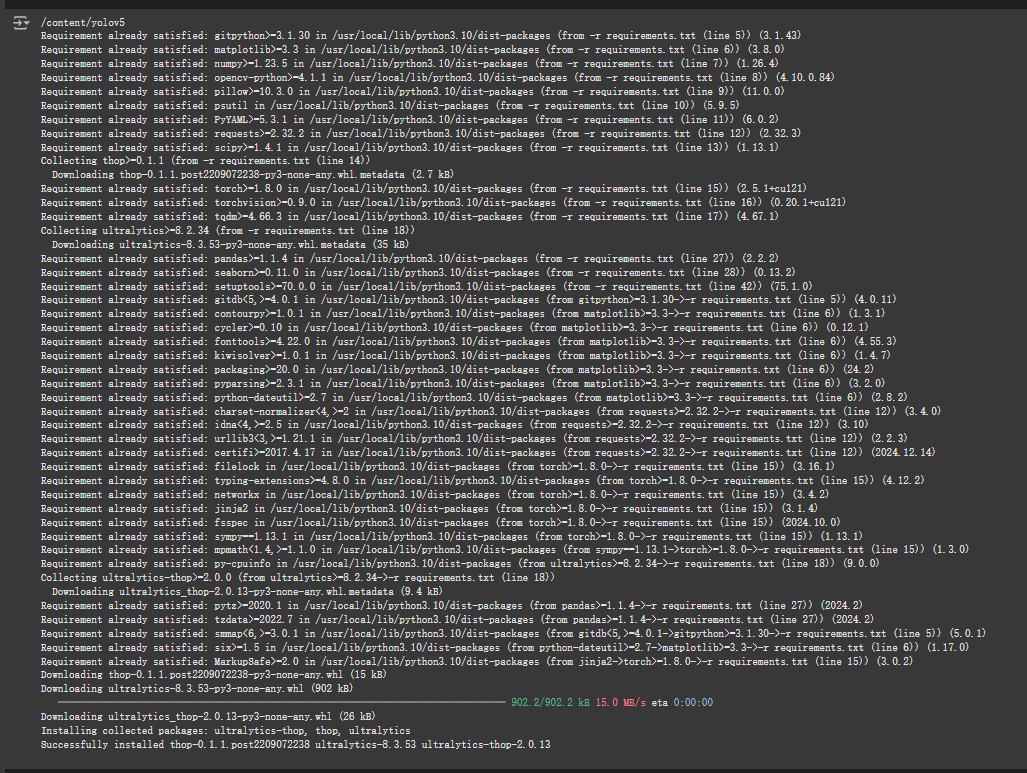 /content/yolov5
Requirement already satisfied: gitpython>=3.1.30 in /usr/local/lib/python3.10/dist-packages (from -r requirements.txt (line 5)) (3.1.43)
Requirement already satisfied: matplotlib>=3.3 in /usr/local/lib/python3.10/dist-packages (from -r requirements.txt (line 6)) (3.8.0)
Requirement already satisfied: numpy>=1.23.5 in /usr/local/lib/python3.10/dist-packages (from -r requirements.txt (line 7)) (1.26.4)
Requirement already satisfied: opencv-python>=4.1.1 in /usr/local/lib/python3.10/dist-packages (from -r requirements.txt (line 8)) (4.10.0.84)
Requirement already satisfied: pillow>=10.3.0 in /usr/local/lib/python3.10/dist-packages (from -r requirements.txt (line 9)) (11.0.0)
Requirement already satisfied: psutil in /usr/local/lib/python3.10/dist-packages (from -r requirements.txt (line 10)) (5.9.5)
Requirement already satisfied: PyYAML>=5.3.1 in /usr/local/lib/python3.10/dist-packages (from -r requirements.txt (line 11)) (6.0.2)
Requirement already satisfied: requests>=2.32.2 in /usr/local/lib/python3.10/dist-packages (from -r requirements.txt (line 12)) (2.32.3)
Requirement already satisfied: scipy>=1.4.1 in /usr/local/lib/python3.10/dist-packages (from -r requirements.txt (line 13)) (1.13.1)
Collecting thop>=0.1.1 (from -r requirements.txt (line 14))
  Downloading thop-0.1.1.post2209072238-py3-none-any.whl.metadata (2.7 kB)
Requirement already satisfied: torch>=1.8.0 in /usr/local/lib/python3.10/dist-packages (from -r requirements.txt (line 15)) (2.5.1+cu121)
Requirement already satisfied: torchvision>=0.9.0 in /usr/local/lib/python3.10/dist-packages (from -r requirements.txt (line 16)) (0.20.1+cu121)
Requirement already satisfied: tqdm>=4.66.3 in /usr/local/lib/python3.10/dist-packages (from -r requirements.txt (line 17)) (4.67.1)
Collecting ultralytics>=8.2.34 (from -r requirements.txt (line 18))
  Downloading ultralytics-8.3.53-py3-none-any.whl.metadata (35 kB)
Requirement already satisfied: pandas>=1.1.4 in /usr/local/lib/python3.10/dist-packages (from -r requirements.txt (line 27)) (2.2.2)
Requirement already satisfied: seaborn>=0.11.0 in /usr/local/lib/python3.10/dist-packages (from -r requirements.txt (line 28)) (0.13.2)
Requirement already satisfied: setuptools>=70.0.0 in /usr/local/lib/python3.10/dist-packages (from -r requirements.txt (line 42)) (75.1.0)
Requirement already satisfied: gitdb<5,>=4.0.1 in /usr/local/lib/python3.10/dist-packages (from gitpython>=3.1.30->-r requirements.txt (line 5)) (4.0.11)
Requirement already satisfied: contourpy>=1.0.1 in /usr/local/lib/python3.10/dist-packages (from matplotlib>=3.3->-r requirements.txt (line 6)) (1.3.1)
Requirement already satisfied: cycler>=0.10 in /usr/local/lib/python3.10/dist-packages (from matplotlib>=3.3->-r requirements.txt (line 6)) (0.12.1)
Requirement already satisfied: fonttools>=4.22.0 in /usr/local/lib/python3.10/dist-packages (from matplotlib>=3.3->-r requirements.txt (line 6)) (4.55.3)
Requirement already satisfied: kiwisolver>=1.0.1 in /usr/local/lib/python3.10/dist-packages (from matplotlib>=3.3->-r requirements.txt (line 6)) (1.4.7)
Requirement already satisfied: packaging>=20.0 in /usr/local/lib/python3.10/dist-packages (from matplotlib>=3.3->-r requirements.txt (line 6)) (24.2)
Requirement already satisfied: pyparsing>=2.3.1 in /usr/local/lib/python3.10/dist-packages (from matplotlib>=3.3->-r requirements.txt (line 6)) (3.2.0)
Requirement already satisfied: python-dateutil>=2.7 in /usr/local/lib/python3.10/dist-packages (from matplotlib>=3.3->-r requirements.txt (line 6)) (2.8.2)
Requirement already satisfied: charset-normalizer<4,>=2 in /usr/local/lib/python3.10/dist-packages (from requests>=2.32.2->-r requirements.txt (line 12)) (3.4.0)
Requirement already satisfied: idna<4,>=2.5 in /usr/local/lib/python3.10/dist-packages (from requests>=2.32.2->-r requirements.txt (line 12)) (3.10)
Requirement already satisfied: urllib3<3,>=1.21.1 in /usr/local/lib/python3.10/dist-packages (from requests>=2.32.2->-r requirements.txt (line 12)) (2.2.3)
Requirement already satisfied: certifi>=2017.4.17 in /usr/local/lib/python3.10/dist-packages (from requests>=2.32.2->-r requirements.txt (line 12)) (2024.12.14)
Requirement already satisfied: filelock in /usr/local/lib/python3.10/dist-packages (from torch>=1.8.0->-r requirements.txt (line 15)) (3.16.1)
Requirement already satisfied: typing-extensions>=4.8.0 in /usr/local/lib/python3.10/dist-packages (from torch>=1.8.0->-r requirements.txt (line 15)) (4.12.2)
Requirement already satisfied: networkx in /usr/local/lib/python3.10/dist-packages (from torch>=1.8.0->-r requirements.txt (line 15)) (3.4.2)
Requirement already satisfied: jinja2 in /usr/local/lib/python3.10/dist-packages (from torch>=1.8.0->-r requirements.txt (line 15)) (3.1.4)
Requirement already satisfied: fsspec in /usr/local/lib/python3.10/dist-packages (from torch>=1.8.0->-r requirements.txt (line 15)) (2024.10.0)
Requirement already satisfied: sympy==1.13.1 in /usr/local/lib/python3.10/dist-packages (from torch>=1.8.0->-r requirements.txt (line 15)) (1.13.1)
Requirement already satisfied: mpmath<1.4,>=1.1.0 in /usr/local/lib/python3.10/dist-packages (from sympy==1.13.1->torch>=1.8.0->-r requirements.txt (line 15)) (1.3.0)
Requirement already satisfied: py-cpuinfo in /usr/local/lib/python3.10/dist-packages (from ultralytics>=8.2.34->-r requirements.txt (line 18)) (9.0.0)
Collecting ultralytics-thop>=2.0.0 (from ultralytics>=8.2.34->-r requirements.txt (line 18))
  Downloading ultralytics_thop-2.0.13-py3-none-any.whl.metadata (9.4 kB)
Requirement already satisfied: pytz>=2020.1 in /usr/local/lib/python3.10/dist-packages (from pandas>=1.1.4->-r requirements.txt (line 27)) (2024.2)
Requirement already satisfied: tzdata>=2022.7 in /usr/local/lib/python3.10/dist-packages (from pandas>=1.1.4->-r requirements.txt (line 27)) (2024.2)
Requirement already satisfied: smmap<6,>=3.0.1 in /usr/local/lib/python3.10/dist-packages (from gitdb<5,>=4.0.1->gitpython>=3.1.30->-r requirements.txt (line 5)) (5.0.1)
Requirement already satisfied: six>=1.5 in /usr/local/lib/python3.10/dist-packages (from python-dateutil>=2.7->matplotlib>=3.3->-r requirements.txt (line 6)) (1.17.0)
Requirement already satisfied: MarkupSafe>=2.0 in /usr/local/lib/python3.10/dist-packages (from jinja2->torch>=1.8.0->-r requirements.txt (line 15)) (3.0.2)
Downloading thop-0.1.1.post2209072238-py3-none-any.whl (15 kB)
Downloading ultralytics-8.3.53-py3-none-any.whl (902 kB)
902.2/902.2 kB 15.0 MB/s eta 0:00:00
Downloading ultralytics_thop-2.0.13-py3-none-any.whl (26 kB)
Installing collected packages: ultralytics-thop, thop, ultralytics
Successfully installed thop-0.1.1.post2209072238 ultralytics-8.3.53 ultralytics-thop-2.0.13